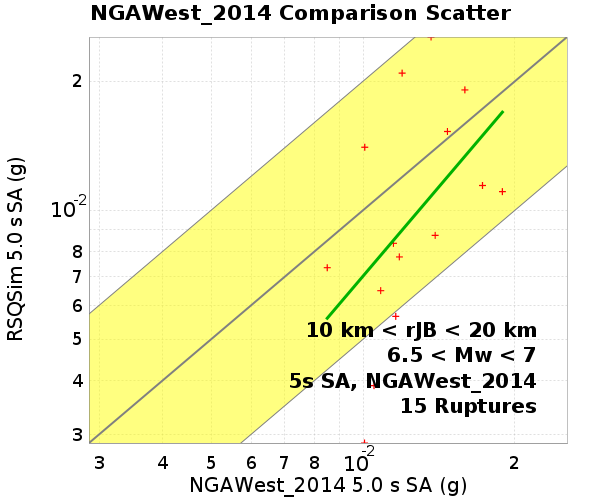 NGAWest_2014 Comparison Scatter
RSQSim 5.0 s SA (g)
2
10-2
8
7
6
5
4
3
10 km < rJB < 20 km
6.5 < Mw < 7
5s SA, NGAWest_2014
15 Ruptures
3 4 5 6 7 8 10-2 2
NGAWest_2014 5.0 s SA (g)